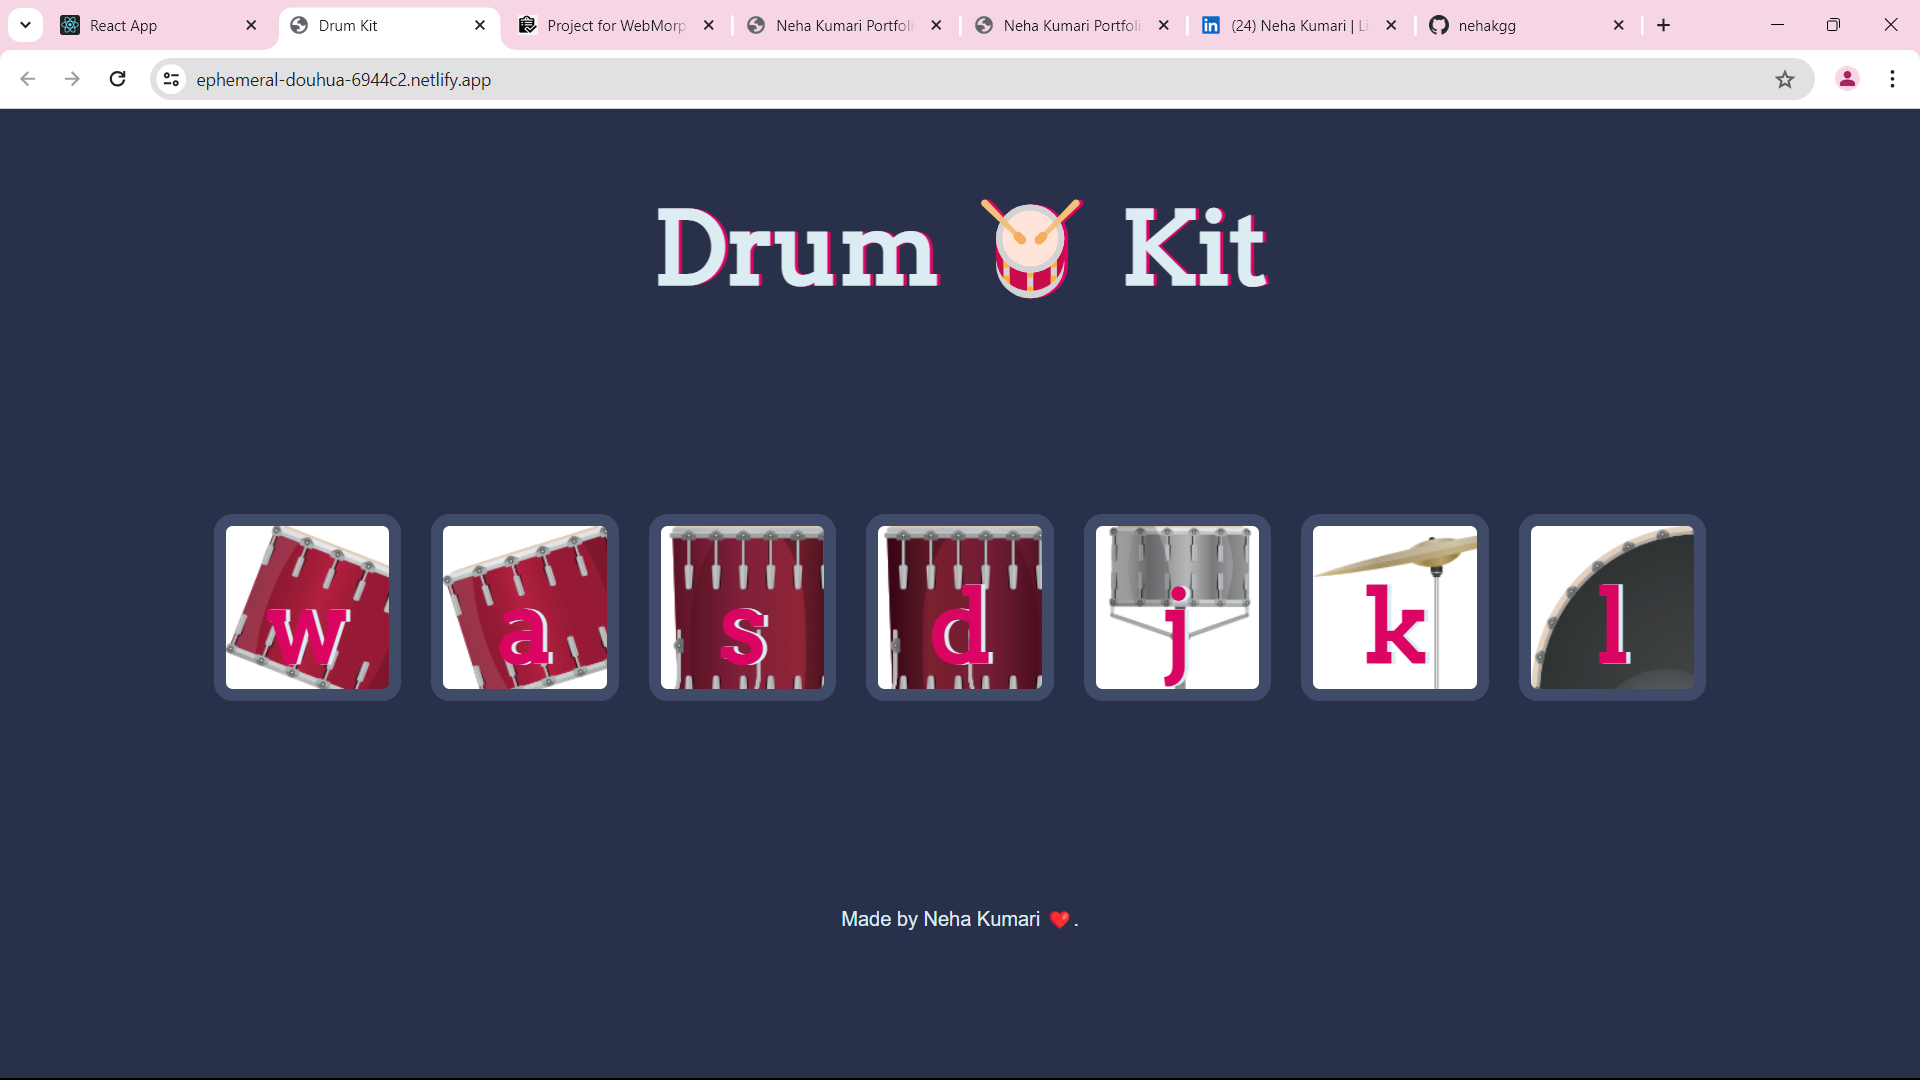 React App
Drum Kit
Project for WebMorp
Neha Kumari Portfoli
Neha Kumari Portfoli
(24) Neha Kumari | Li
nehakgg
ephemeral-douhua-6944c2.netlify.app
Drum 🥁 Kit
w a s d j k l
Made by Neha Kumari ❤️.